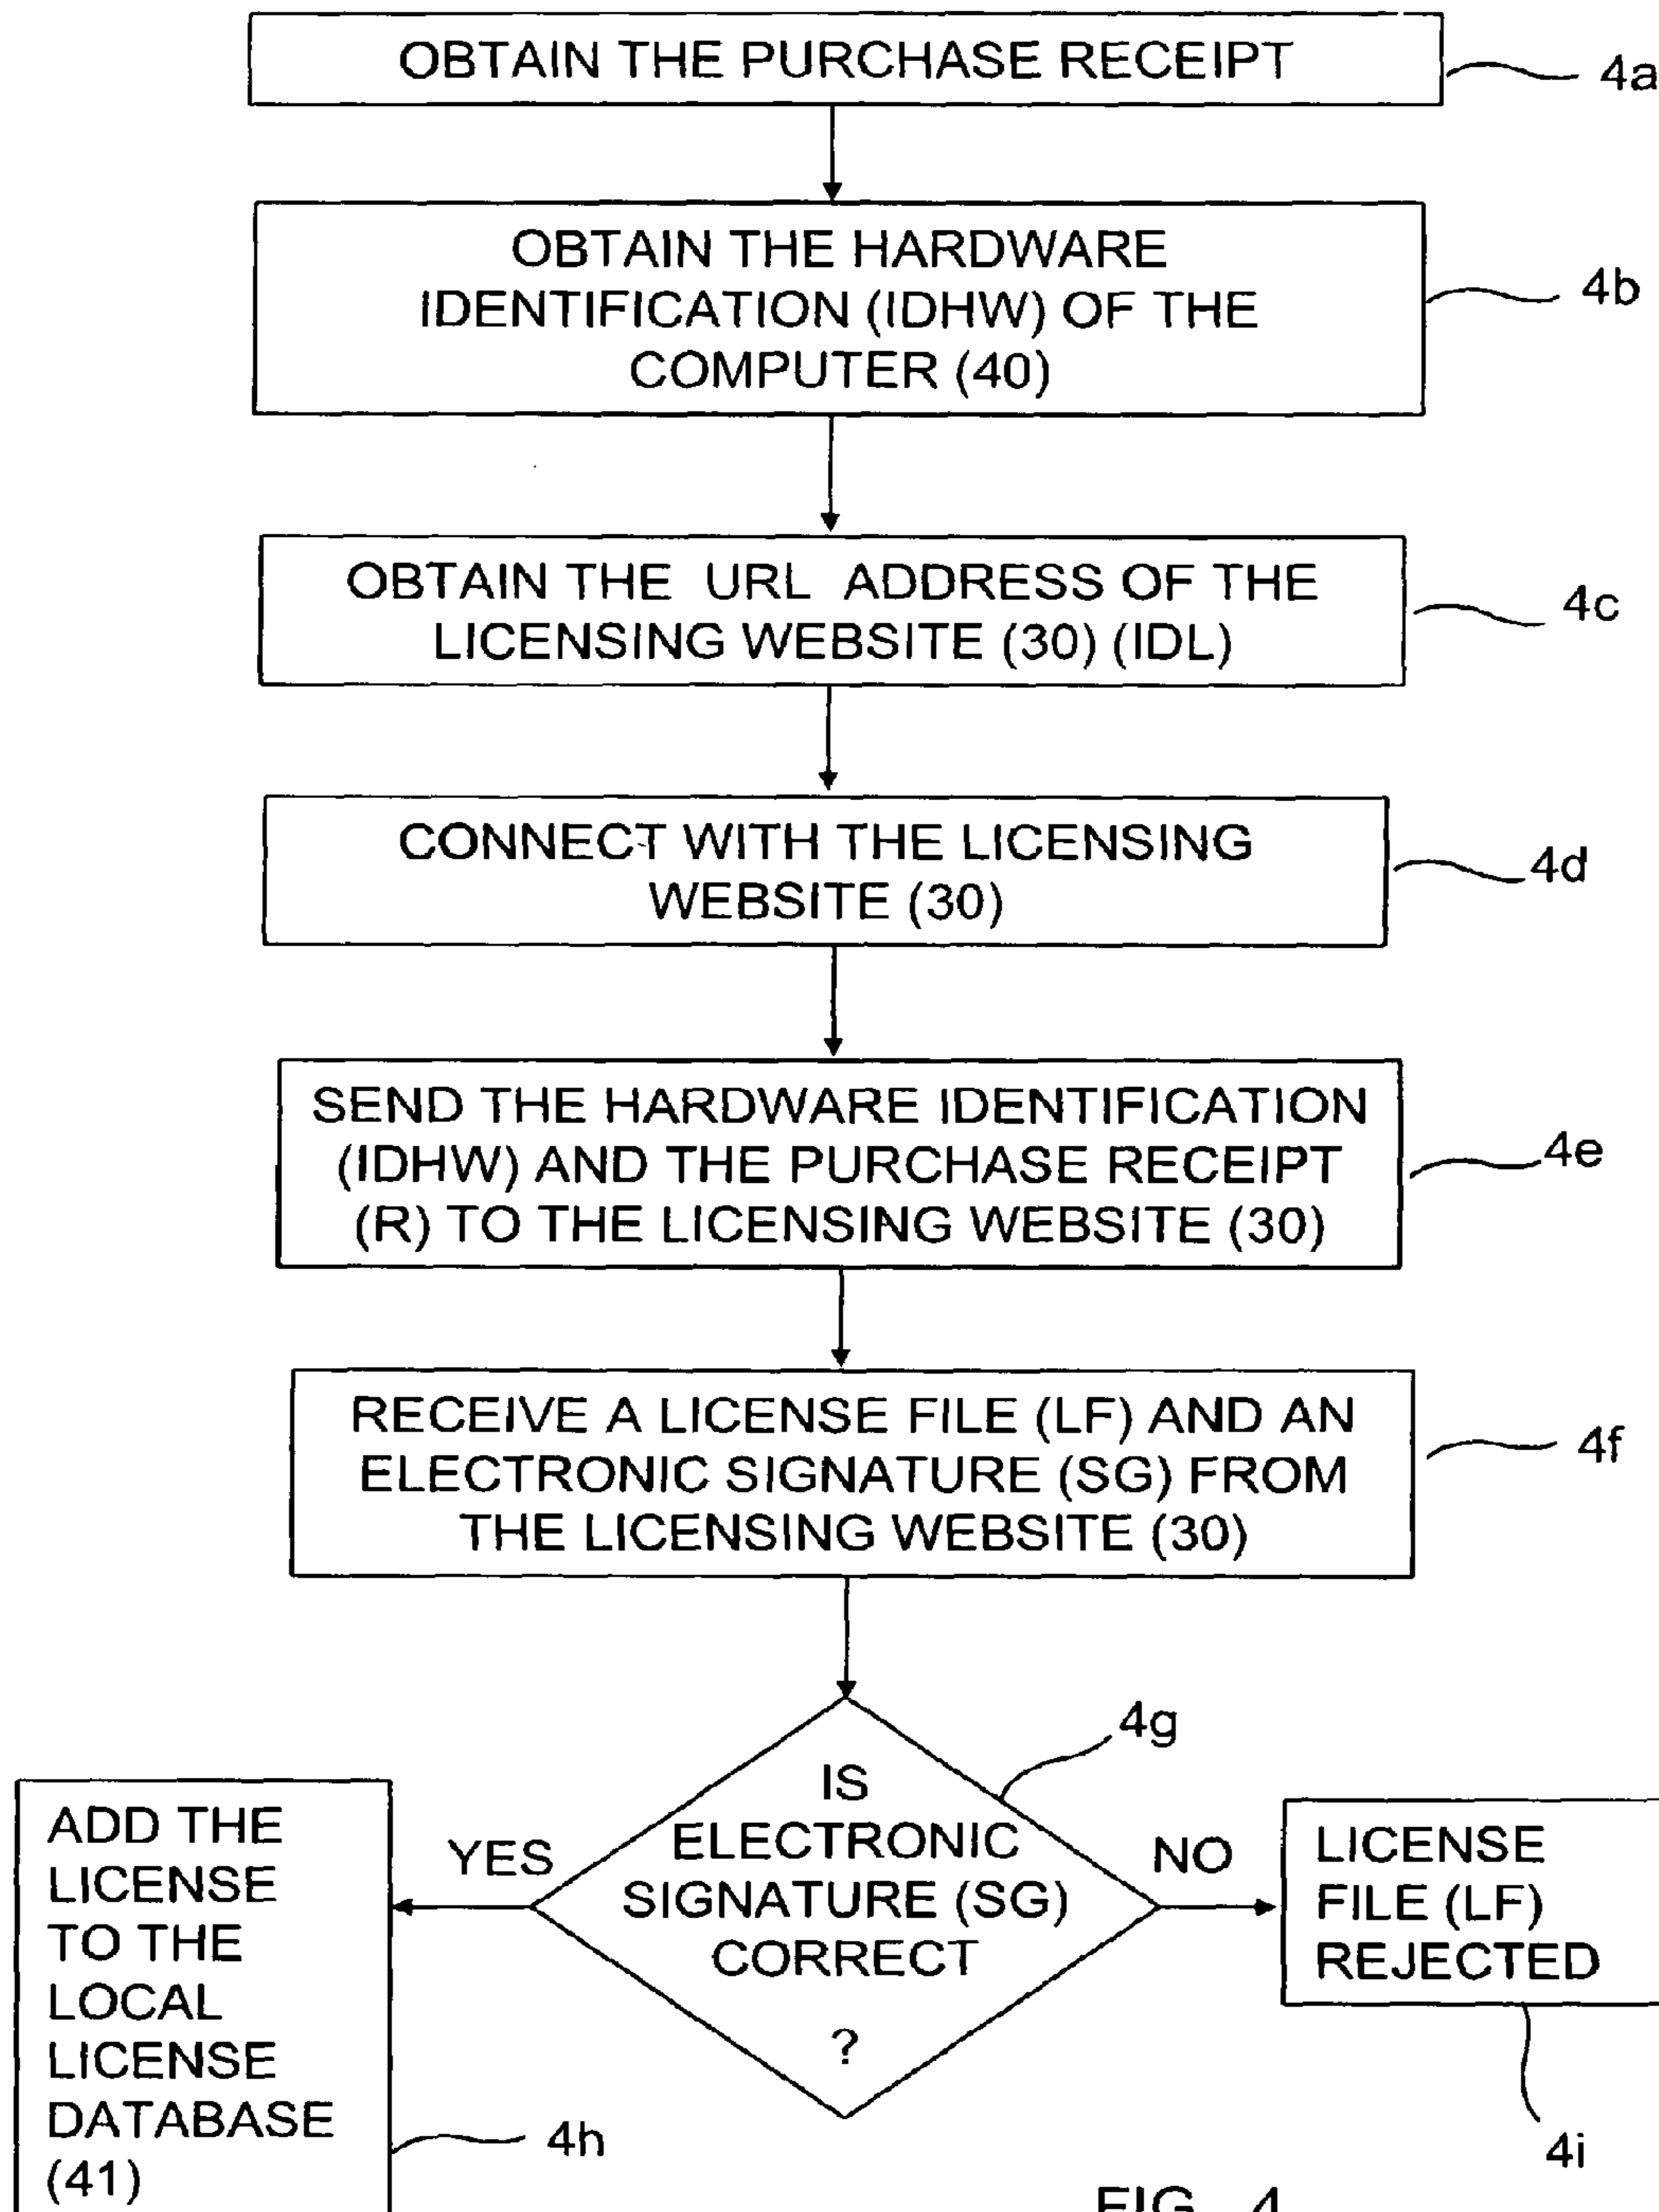 OBTAIN THE PURCHASE RECEIPT
4a
OBTAIN THE HARDWARE
IDENTIFICATION (IDHW) OF THE
COMPUTER (40)
4b
OBTAIN THE URL ADDRESS OF THE
LICENSING WEBSITE (30) (IDL)
4c
CONNECT WITH THE LICENSING
WEBSITE (30)
4d
SEND THE HARDWARE IDENTIFICATION
(IDHW) AND THE PURCHASE RECEIPT
(R) TO THE LICENSING WEBSITE (30)
4e
RECEIVE A LICENSE FILE (LF) AND AN
ELECTRONIC SIGNATURE (SG) FROM
THE LICENSING WEBSITE (30)
4f
4g
IS
ELECTRONIC
SIGNATURE (SG)
CORRECT
?
YES
NO
ADD THE
LICENSE
TO THE
LOCAL
LICENSE
DATABASE
(41)
4h
LICENSE
FILE (LF)
REJECTED
4i
FIG. 4